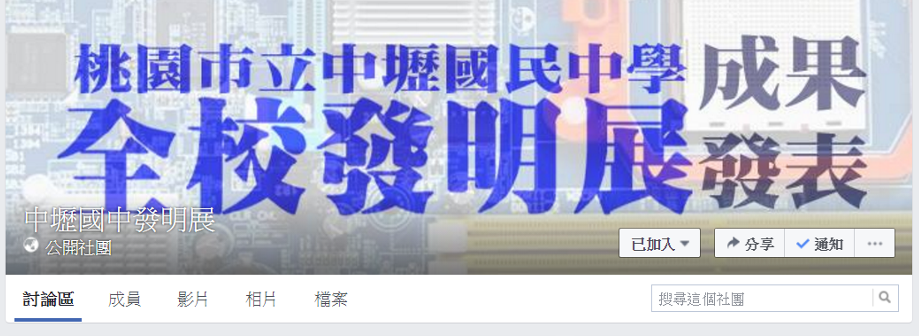 桃園市立中壢國民中學
全校發明展
成果
發表
中壢國中發明展
公開社團
已加入 分享 通知
討論區 成員 影片 相片 檔案
搜尋這個社團